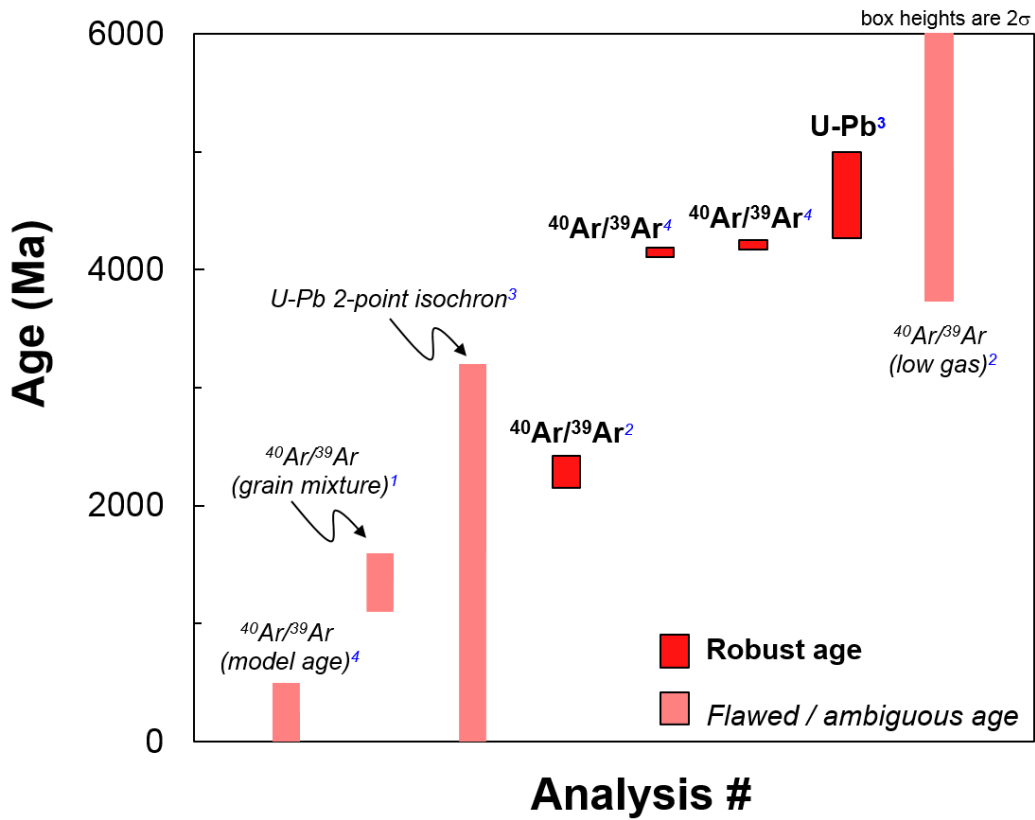 box heights are 2σ
6000
4000
2000
0
Age (Ma)
U-Pb³
⁴⁰Ar/³⁹Ar⁴
⁴⁰Ar/³⁹Ar⁴
U-Pb 2-point isochron³
⁴⁰Ar/³⁹Ar
(low gas)²
⁴⁰Ar/³⁹Ar²
⁴⁰Ar/³⁹Ar
(grain mixture)¹
⁴⁰Ar/³⁹Ar
(model age)⁴
Robust age
Flawed / ambiguous age
Analysis #